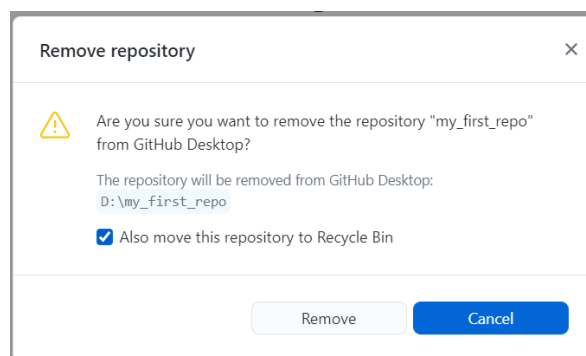 Remove repository
Are you sure you want to remove the repository "my_first_repo"
from GitHub Desktop?
The repository will be removed from GitHub Desktop:
D:\my_first_repo
Also move this repository to Recycle Bin
Remove
Cancel